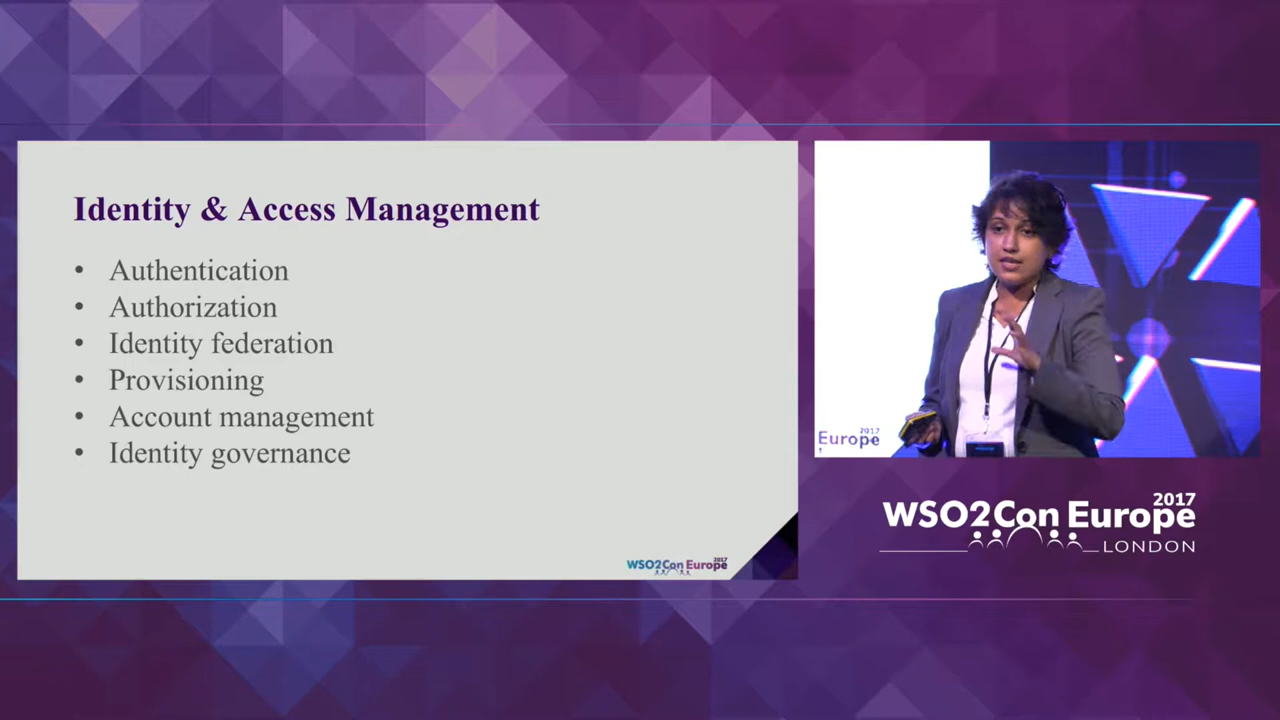 Identity & Access Management
• Authentication
• Authorization
• Identity federation
• Provisioning
• Account management
• Identity governance
WSO2Con Europe 2017
2017
Europe
2017
WSO2Con Europe
LONDON